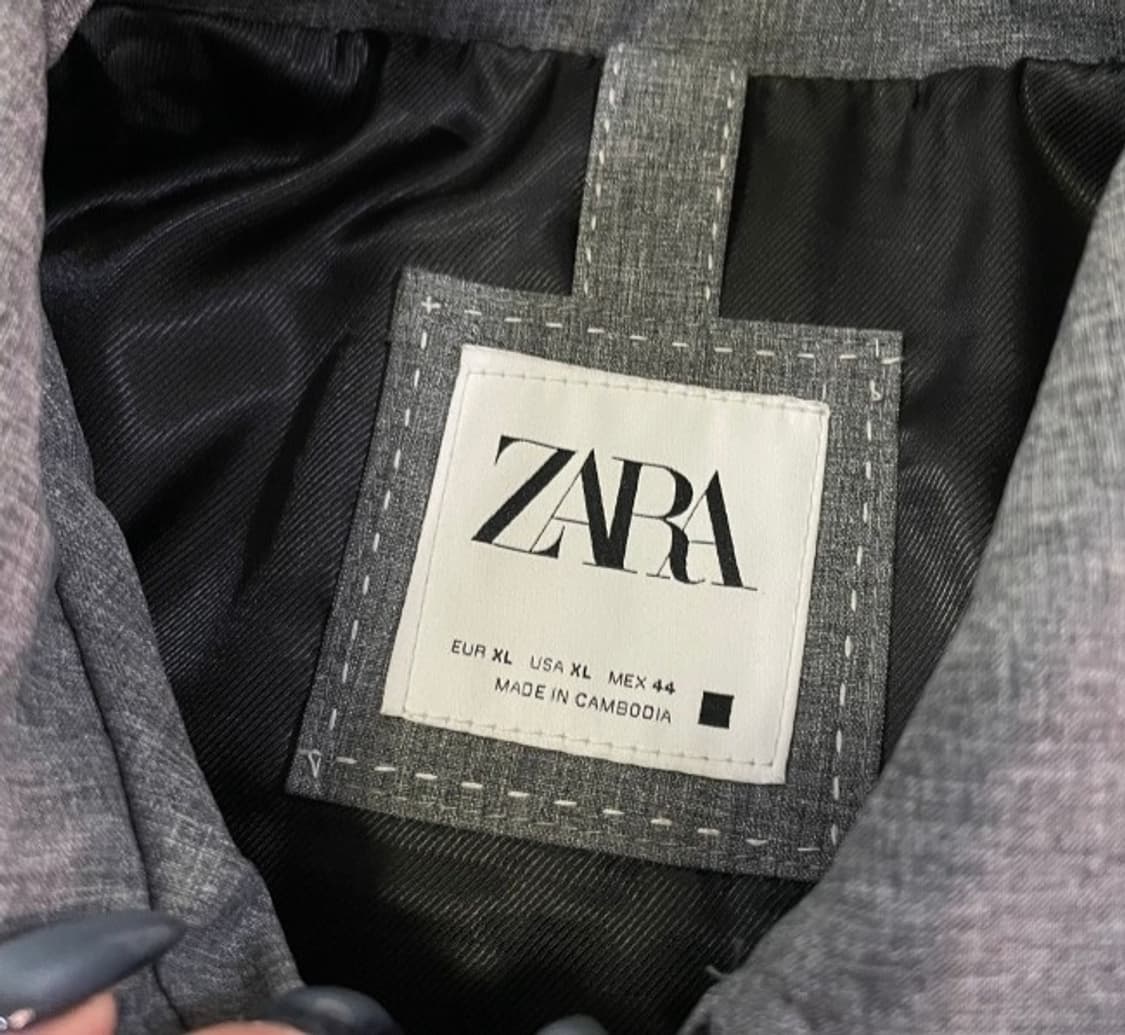 ZARA
EUR XL USA XL MEX 44
MADE IN CAMBODIA